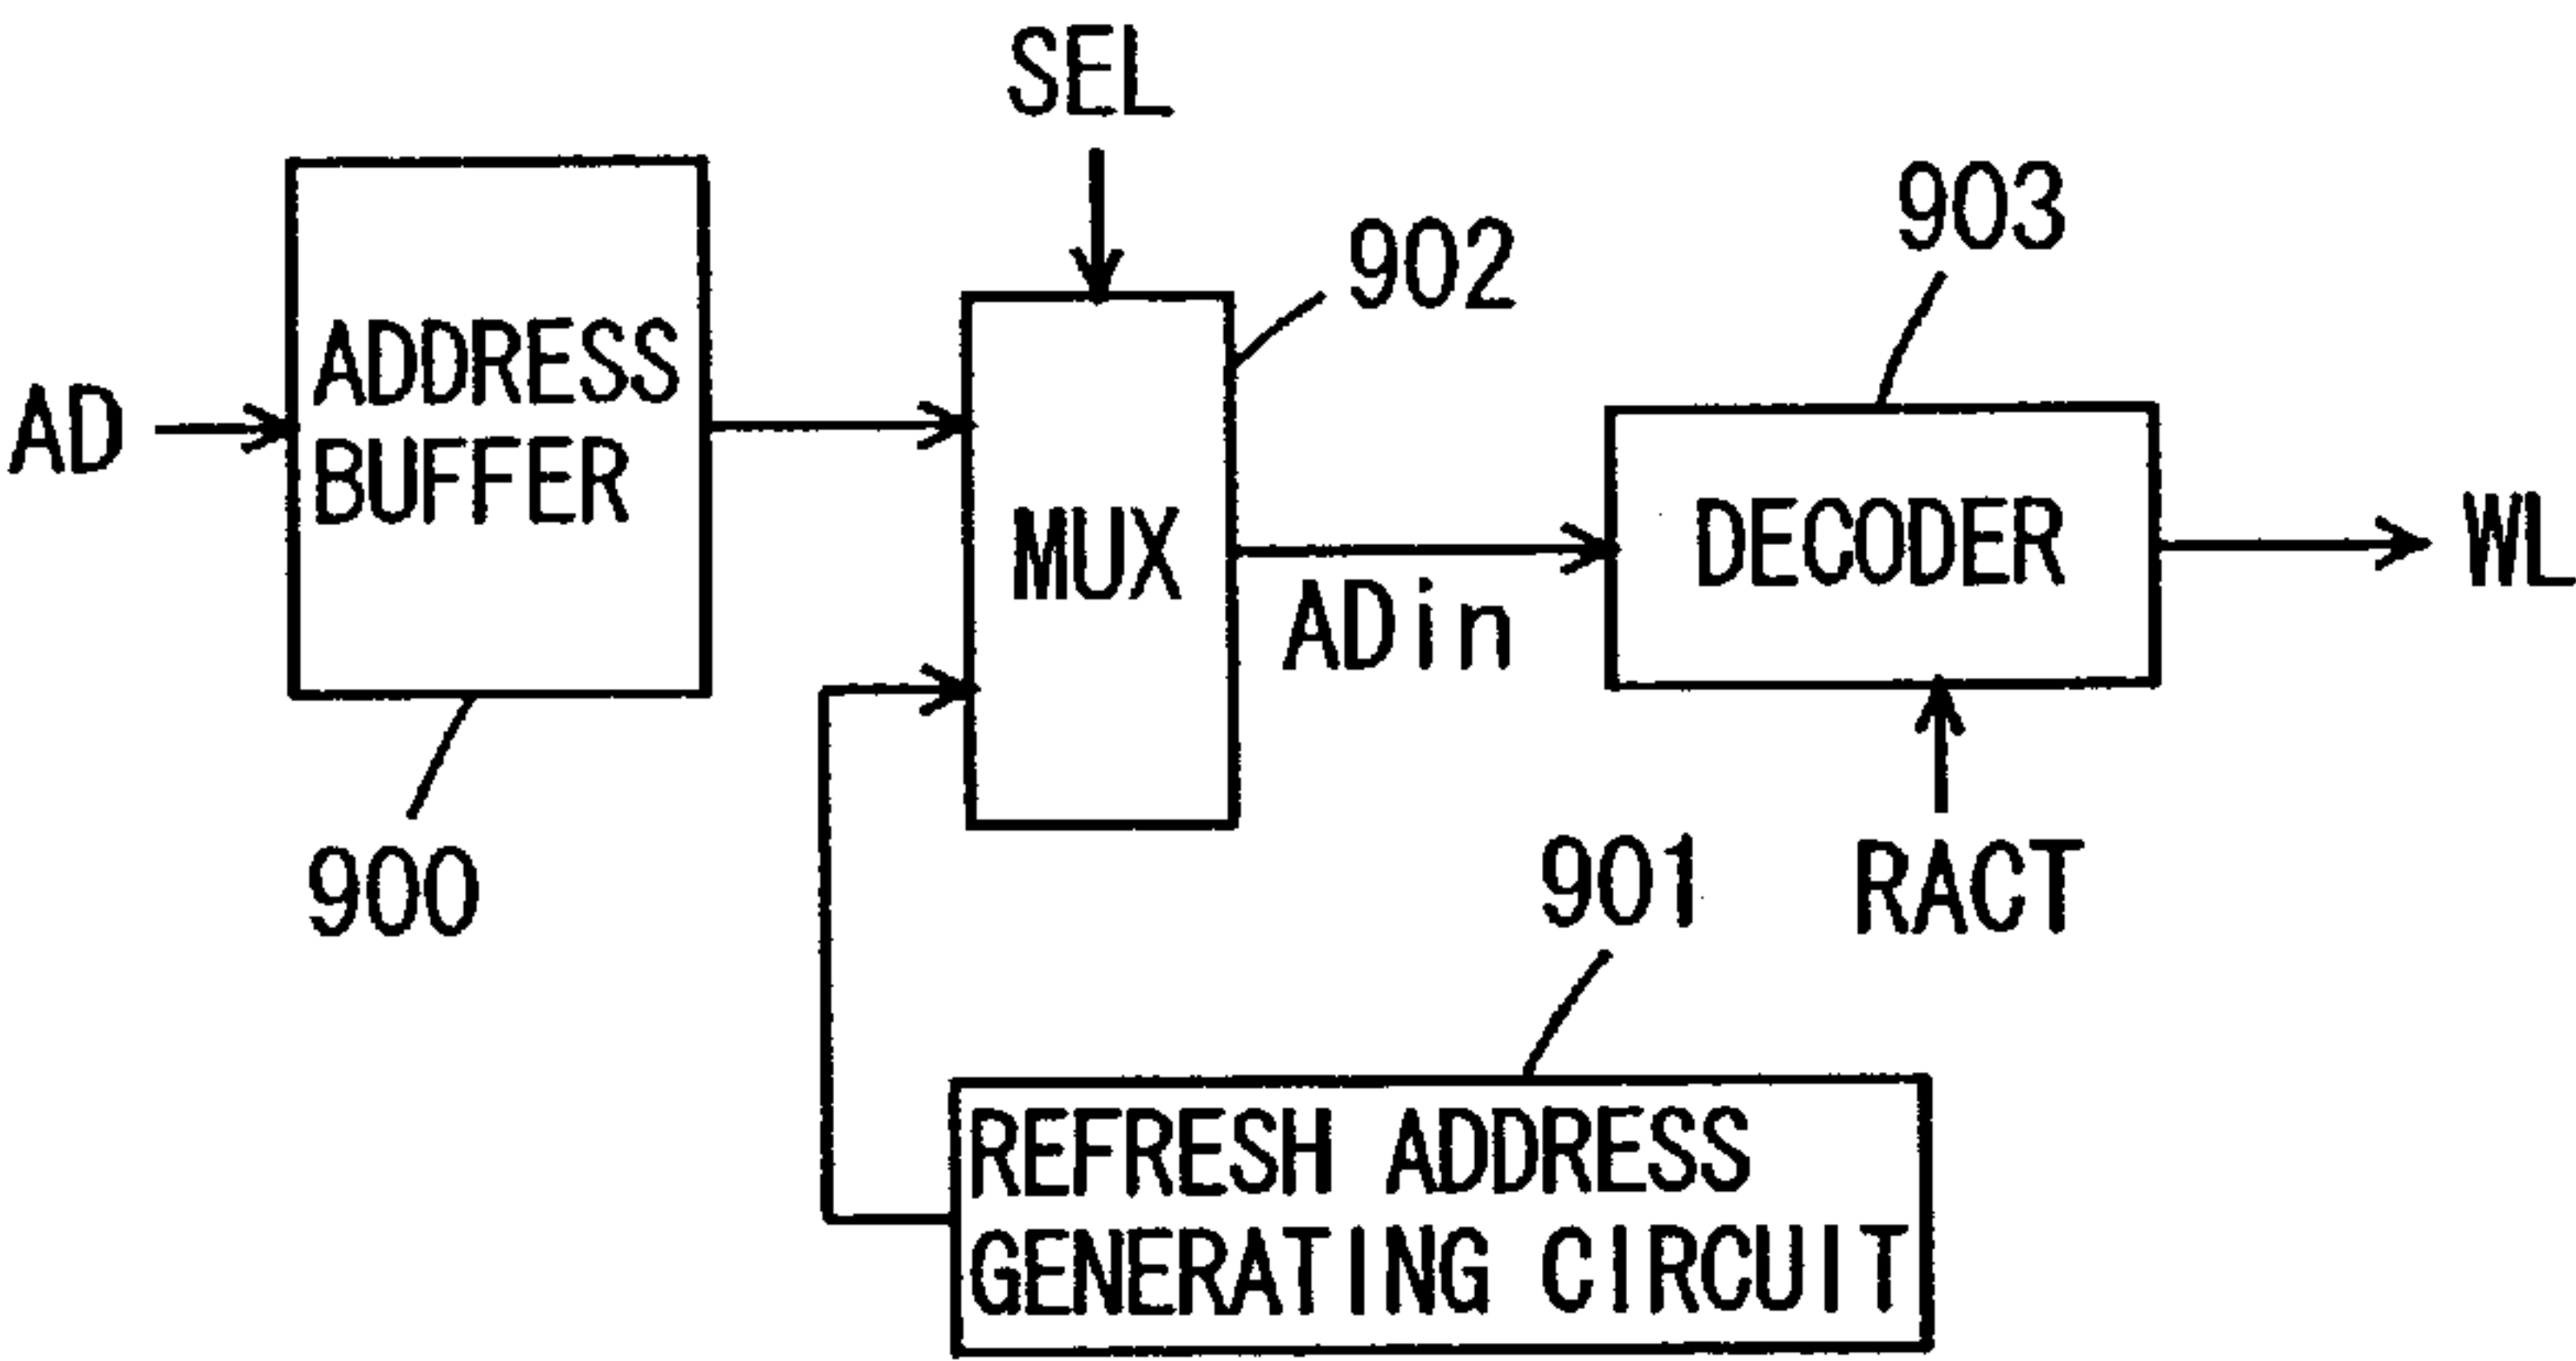 SEL
903
902
ADDRESS
BUFFER
AD
MUX
DECODER
WL
ADin
900
901
RACT
REFRESH ADDRESS
GENERATING CIRCUIT